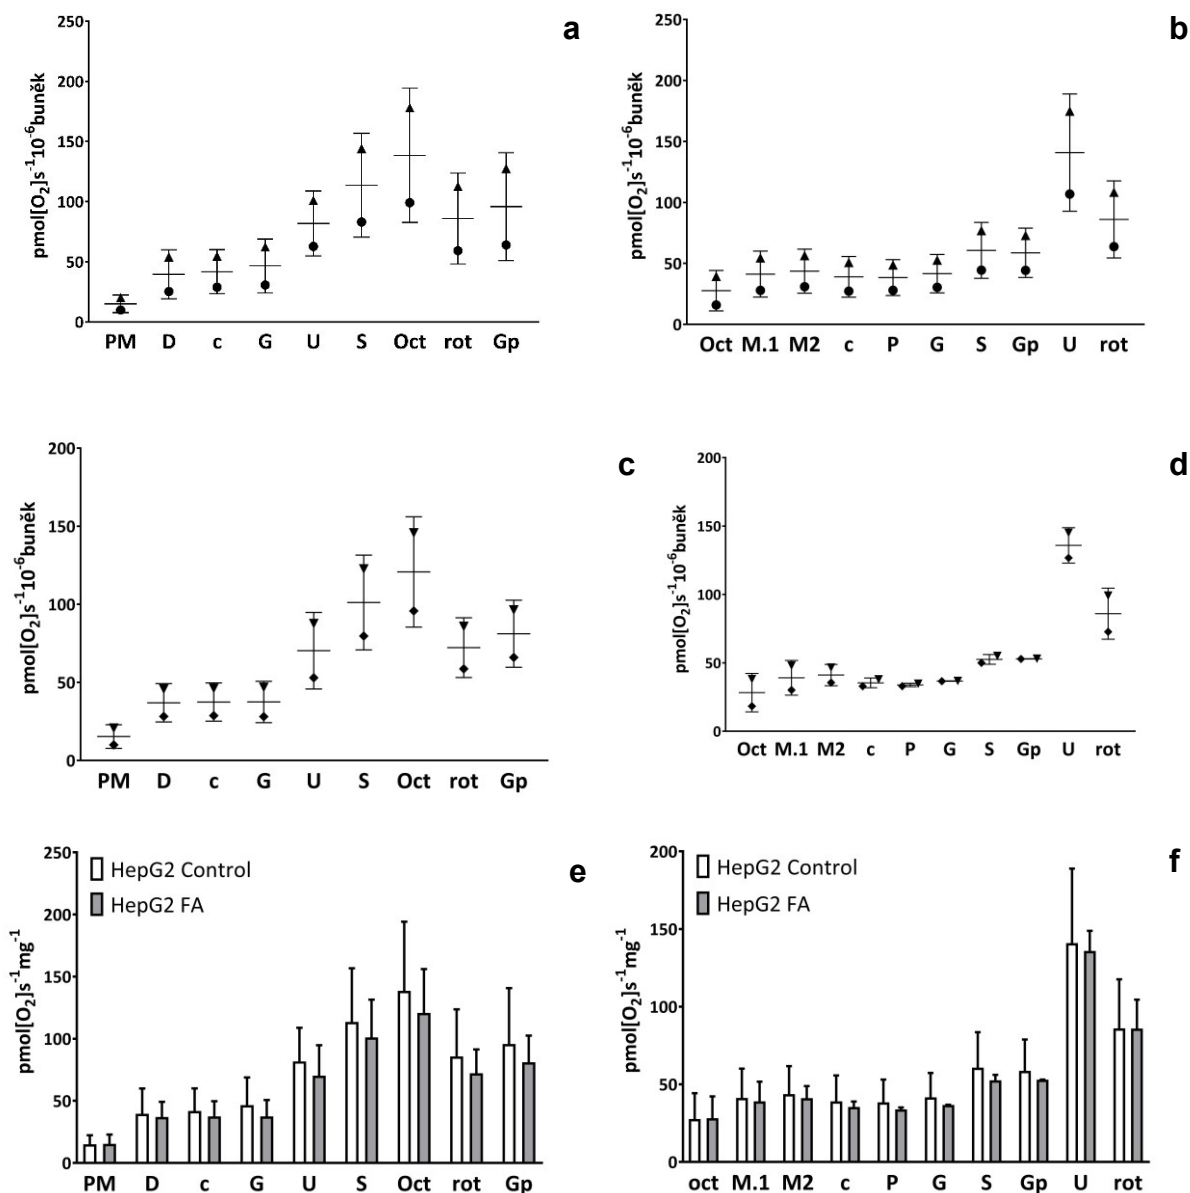 a
pmol[O2]s-1 10-6buněk
250
200
150
100
50
0
PM D c G U S Oct rot Gp
b
pmol[O2]s-1 10-6buněk
250
200
150
100
50
0
Oct M.1 M2 c P G S Gp U rot
c
pmol[O2]s-1 10-6buněk
200
150
100
50
0
PM D c G U S Oct rot Gp
d
pmol[O2]s-1 10-6buněk
200
150
100
50
0
Oct M.1 M2 c P G S Gp U rot
e
pmol[O2]s-1mg-1
250
200
150
100
50
0
HepG2 Control
HepG2 FA
PM D c G U S Oct rot Gp
f
pmol[O2]s-1mg-1
200
150
100
50
0
HepG2 Control
HepG2 FA
oct M.1 M2 c P G S Gp U rot